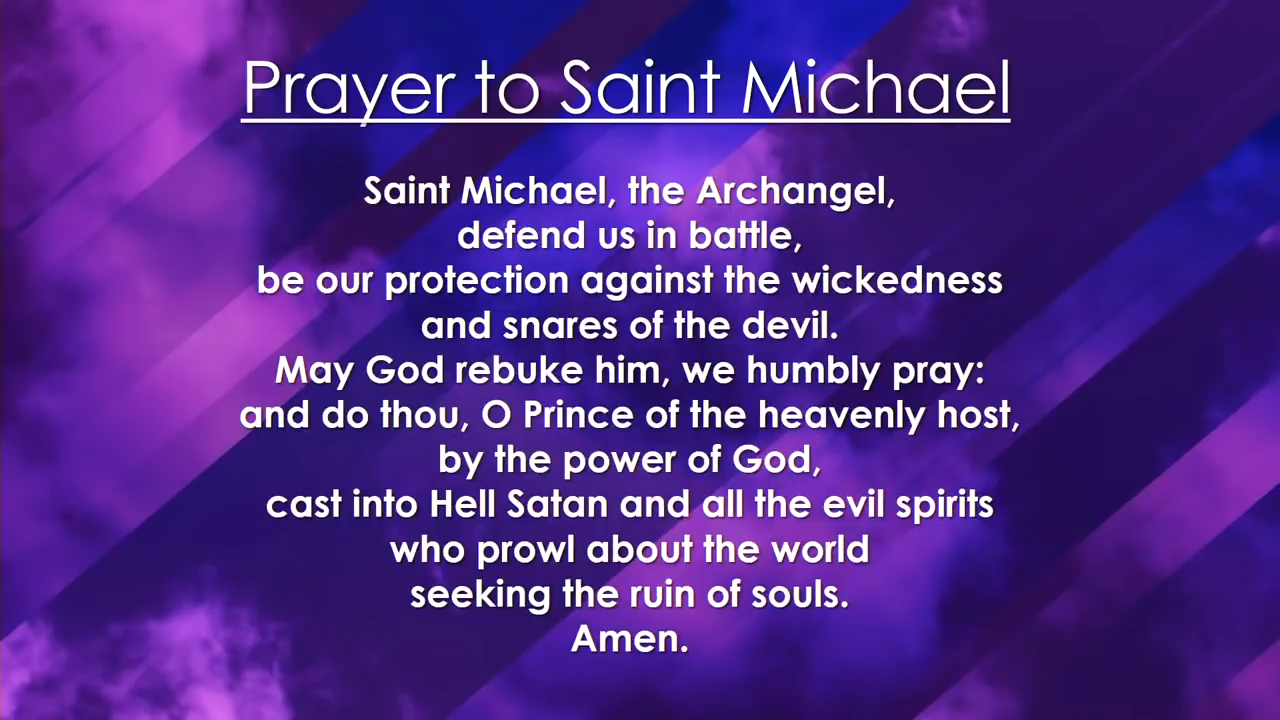 Prayer to Saint Michael
Saint Michael, the Archangel,
defend us in battle,
be our protection against the wickedness
and snares of the devil.
May God rebuke him, we humbly pray:
and do thou, O Prince of the heavenly host,
by the power of God,
cast into Hell Satan and all the evil spirits
who prowl about the world
seeking the ruin of souls.
Amen.